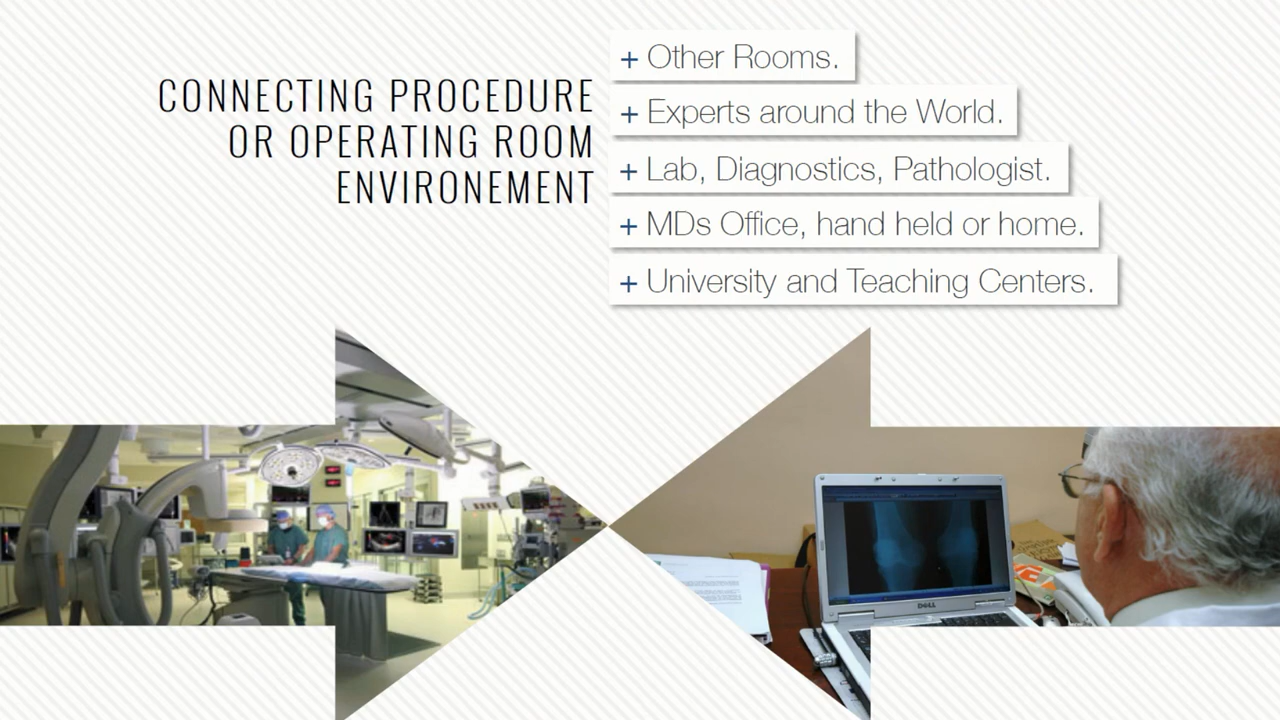 CONNECTING PROCEDURE
OR OPERATING ROOM
ENVIRONEMENT
+ Other Rooms.
+ Experts around the World.
+ Lab, Diagnostics, Pathologist.
+ MDs Office, hand held or home.
+ University and Teaching Centers.
DELL